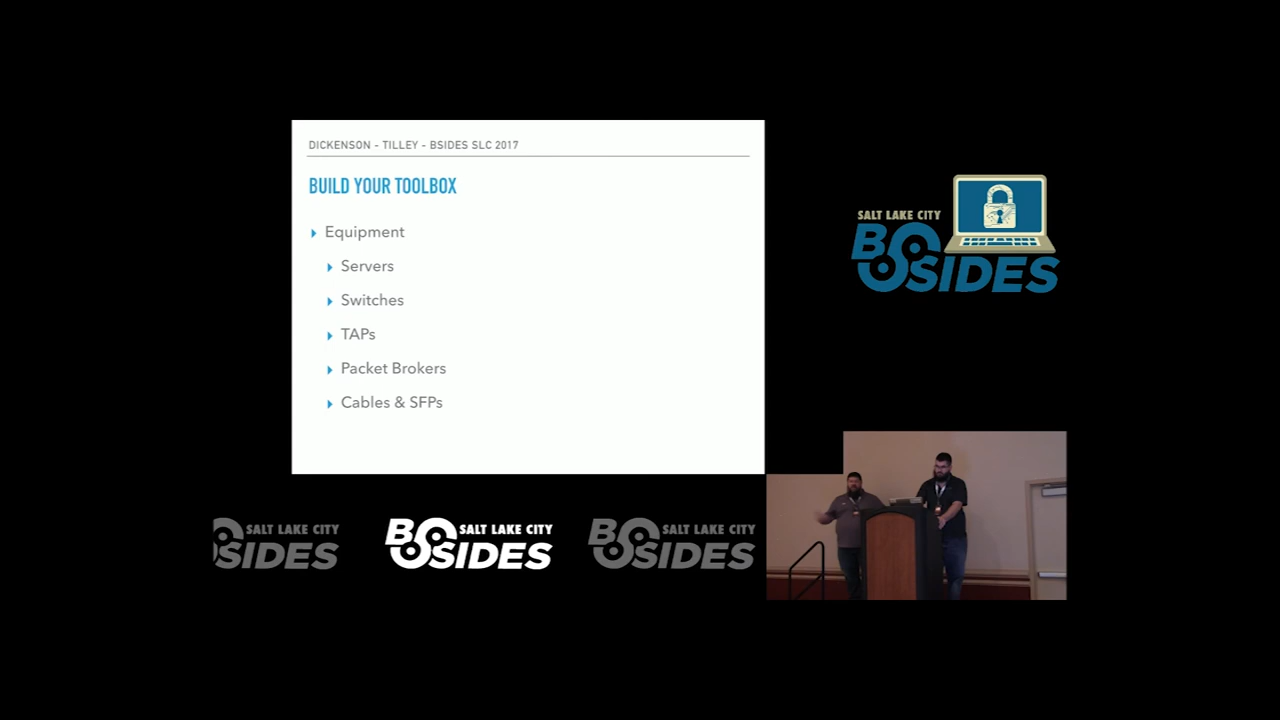 DICKENSON - TILLEY - BSIDES SLC 2017
BUILD YOUR TOOLBOX
Equipment
Servers
Switches
TAPs
Packet Brokers
Cables & SFPs
SALT LAKE CITY
BSIDES
SALT LAKE CITY
SIDES
SALT LAKE CITY
BSIDES
SALT LAKE CITY
BSIDES